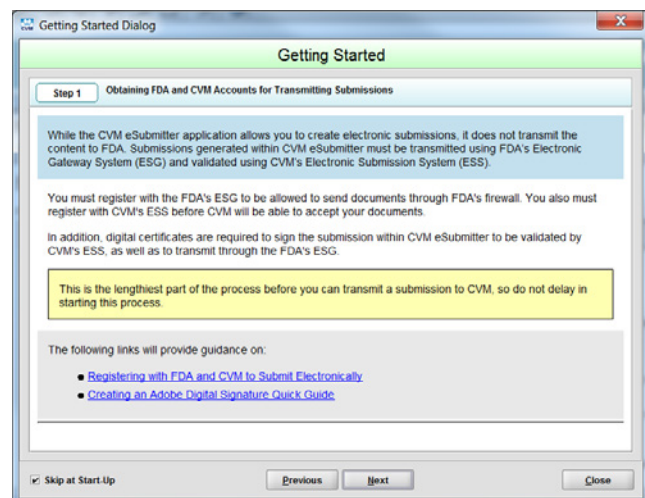 Getting Started Dialog
Getting Started
Step 1
Obtaining FDA and CVM Accounts for Transmitting Submissions
While the CVM eSubmitter application allows you to create electronic submissions, it does not transmit the
content to FDA. Submissions generated within CVM eSubmitter must be transmitted using FDA's Electronic
Gateway System (ESG) and validated using CVM's Electronic Submission System (ESS).
You must register with the FDA's ESG to be allowed to send documents through FDA's firewall. You also must
register with CVM's ESS before CVM will be able to accept your documents.
In addition, digital certificates are required to sign the submission within CVM eSubmitter to be validated by
CVM's ESS, as well as to transmit through the FDA's ESG.
This is the lengthiest part of the process before you can transmit a submission to CVM, so do not delay in
starting this process.
The following links will provide guidance on:
Registering with FDA and CVM to Submit Electronically
Creating an Adobe Digital Signature Quick Guide
Skip at Start-Up
Previous
Next
Close